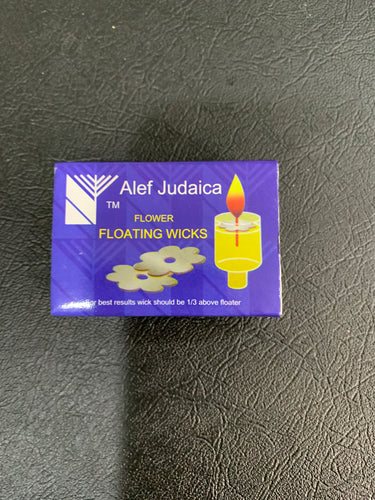 Alef Judaica
TM
FLOWER
FLOATING WICKS
For best results wick should be 1/3 above floater